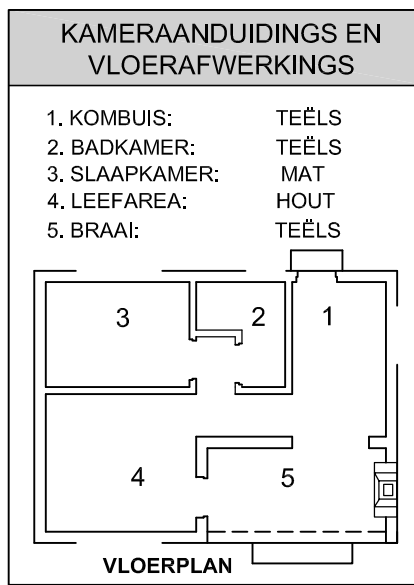 KAMERAANDUIDINGS EN
VLOERAFWERKINGS
1. KOMBUIS: TEËLS
2. BADKAMER: TEËLS
3. SLAAPKAMER: MAT
4. LEEFAREA: HOUT
5. BRAAI: TEËLS
3 2 1
4 5
VLOERPLAN